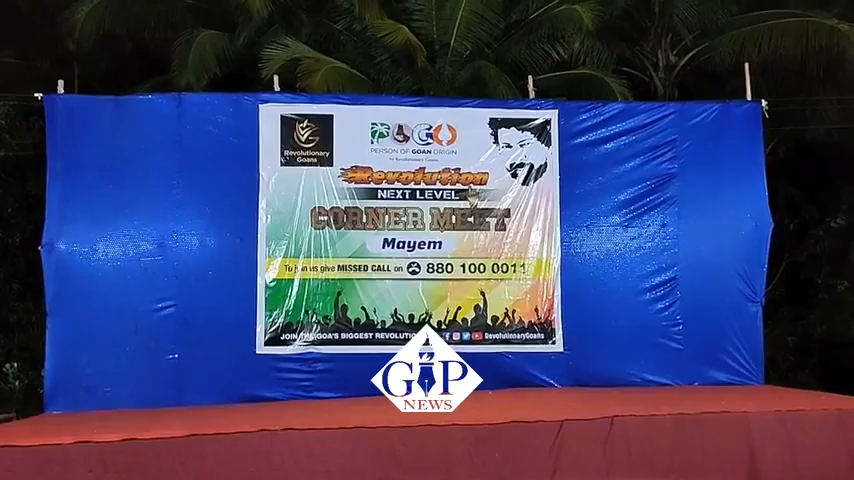 Revolutionary
Goans
POGO
PERSON OF GOAN ORIGIN
by Revolutionary Goans
Revolution
NEXT LEVEL
CORNER MEET
Mayem
To join us give MISSED CALL on 880 100 0011
JOIN THE GOA'S BIGGEST REVOLUTION
RevolutionaryGoans
GIP
NEWS